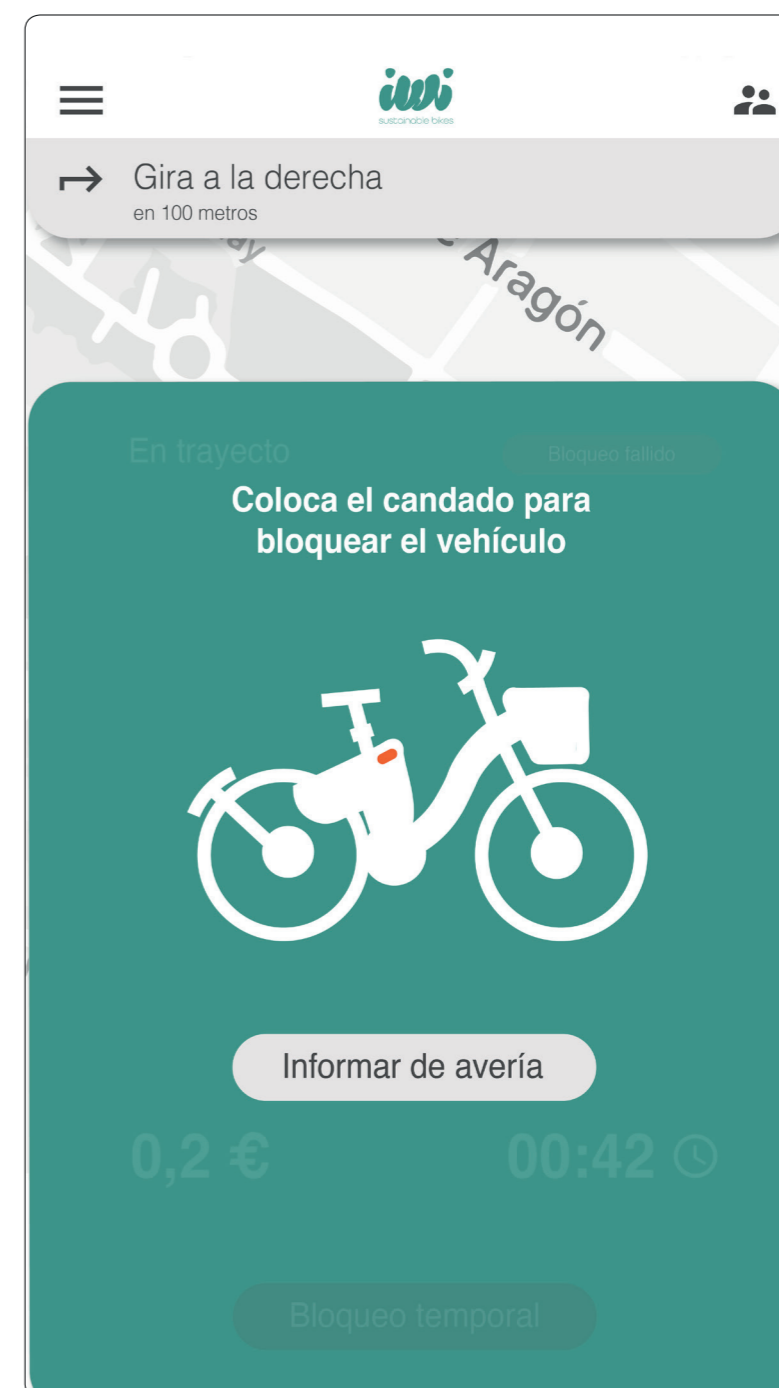 iwi
sustainable bikes
Gira a la derecha
en 100 metros
Aragón
En trayecto
Bloqueo fallido
Coloca el candado para
bloquear el vehículo
Informar de avería
0,2 €
00:42
Bloqueo temporal